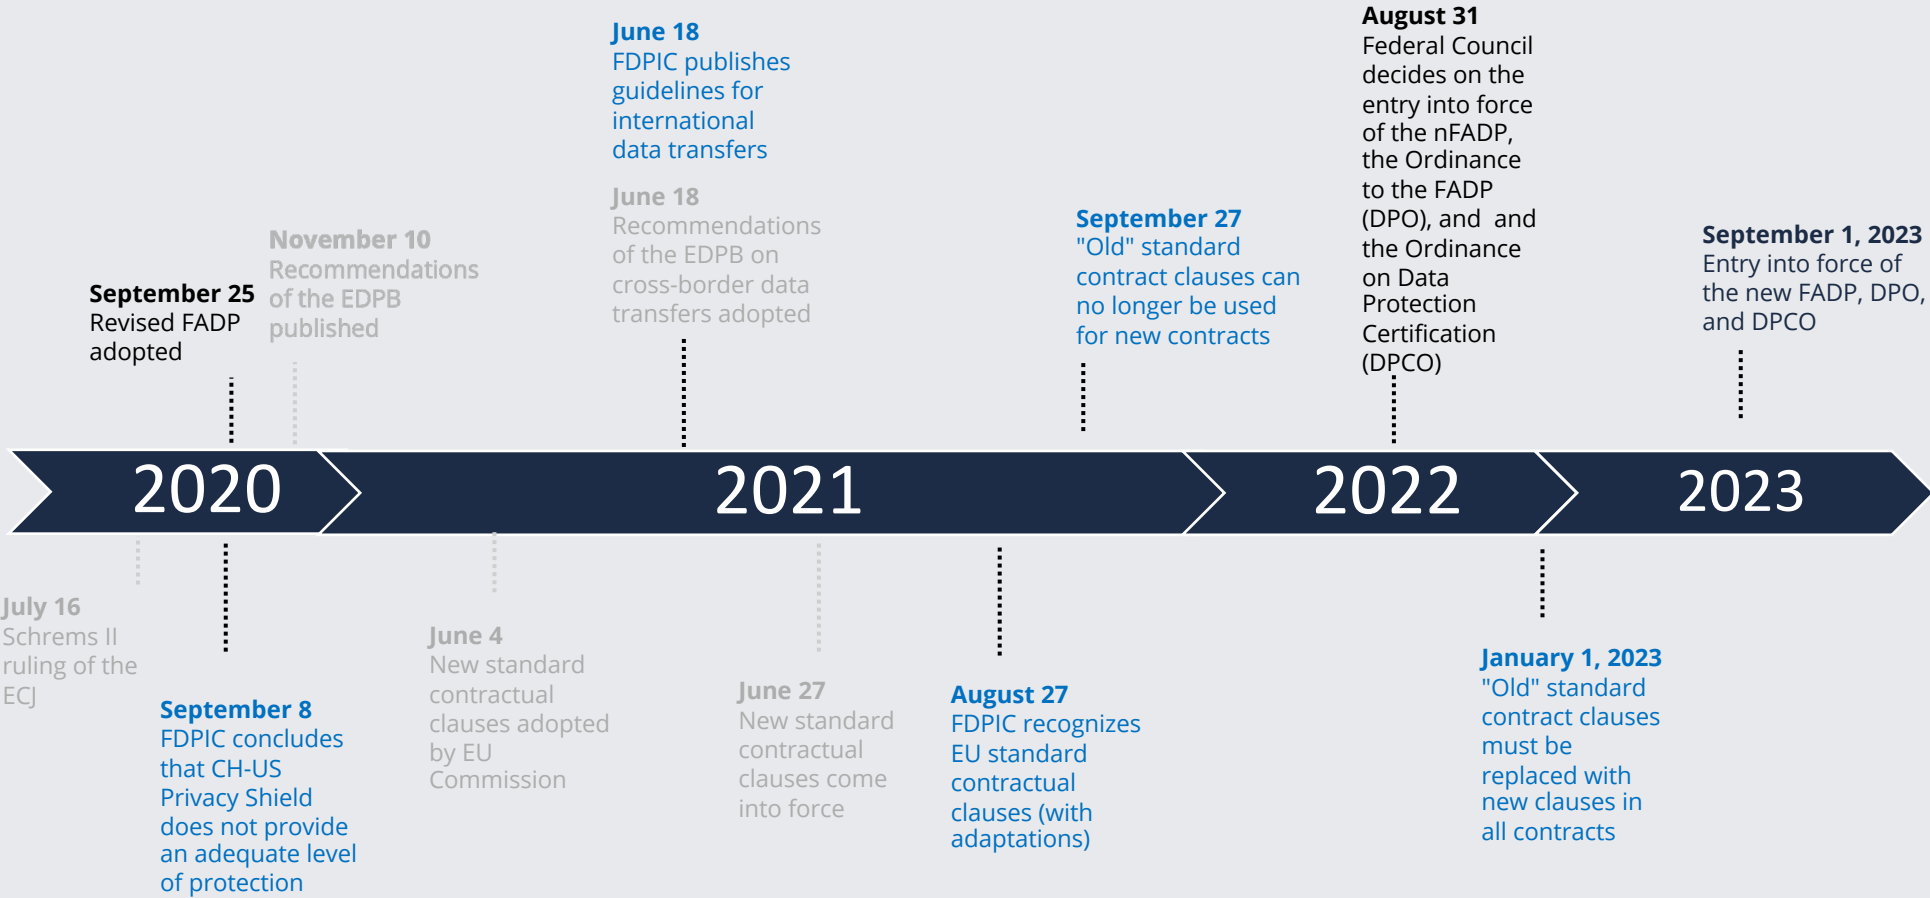 June 18
FDPIC publishes
guidelines for
international
data transfers
June 18
Recommendations
of the EDPB on
cross-border data
transfers adopted
August 31
Federal Council
decides on the
entry into force
of the nFADP,
the Ordinance
to the FADP
(DPO), and  and
the Ordinance
on Data
Protection
Certification
(DPCO)
September 25
Revised FADP
adopted
November 10
Recommendations
of the EDPB
published
September 27
"Old" standard
contract clauses can
no longer be used
for new contracts
September 1, 2023
Entry into force of
the new FADP, DPO,
and DPCO
2020
2021
2022
2023
July 16
Schrems II
ruling of the
ECJ
September 8
FDPIC concludes
that CH-US
Privacy Shield
does not provide
an adequate level
of protection
June 4
New standard
contractual
clauses adopted
by EU
Commission
June 27
New standard
contractual
clauses come
into force
August 27
FDPIC recognizes
EU standard
contractual
clauses (with
adaptations)
January 1, 2023
"Old" standard
contract clauses
must be
replaced with
new clauses in
all contracts